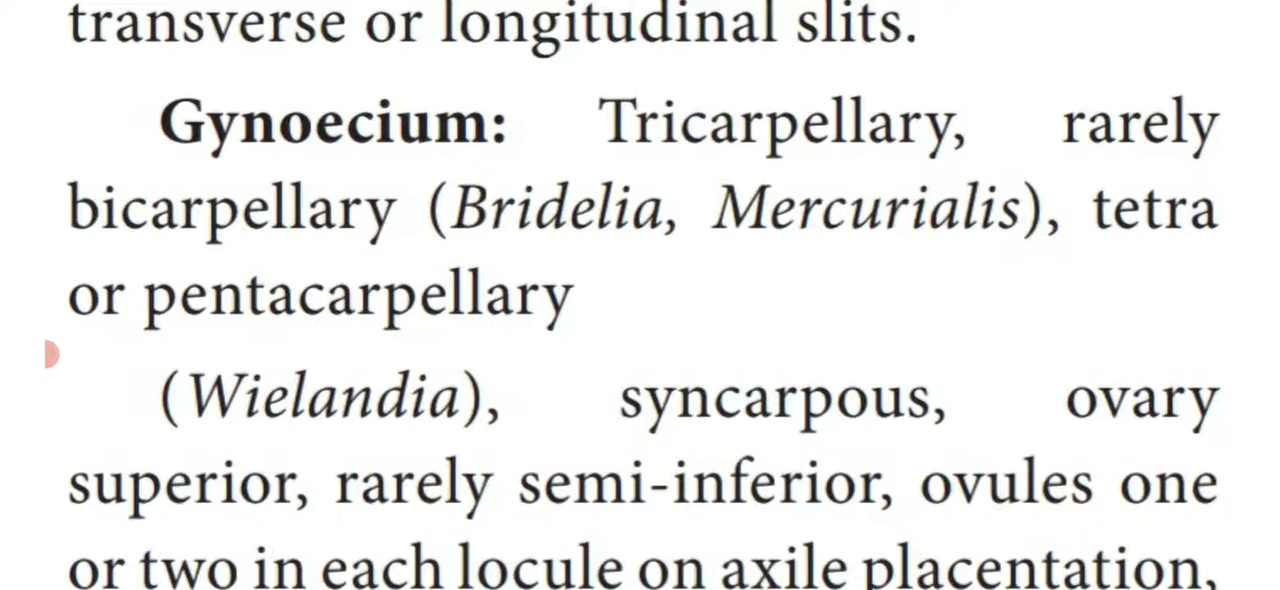 transverse or longitudinal slits.
Gynoecium: Tricarpellary, rarely
bicarpellary (Bridelia, Mercurialis), tetra
or pentacarpellary
(Wielandia), syncarpous, ovary
superior, rarely semi-inferior, ovules one
or two in each locule on axile placentation,